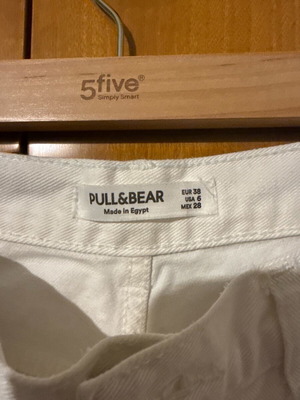 5five®
Simply Smart
PULL&BEAR
Made in Egypt
EUR 38
USA 6
MEX 28